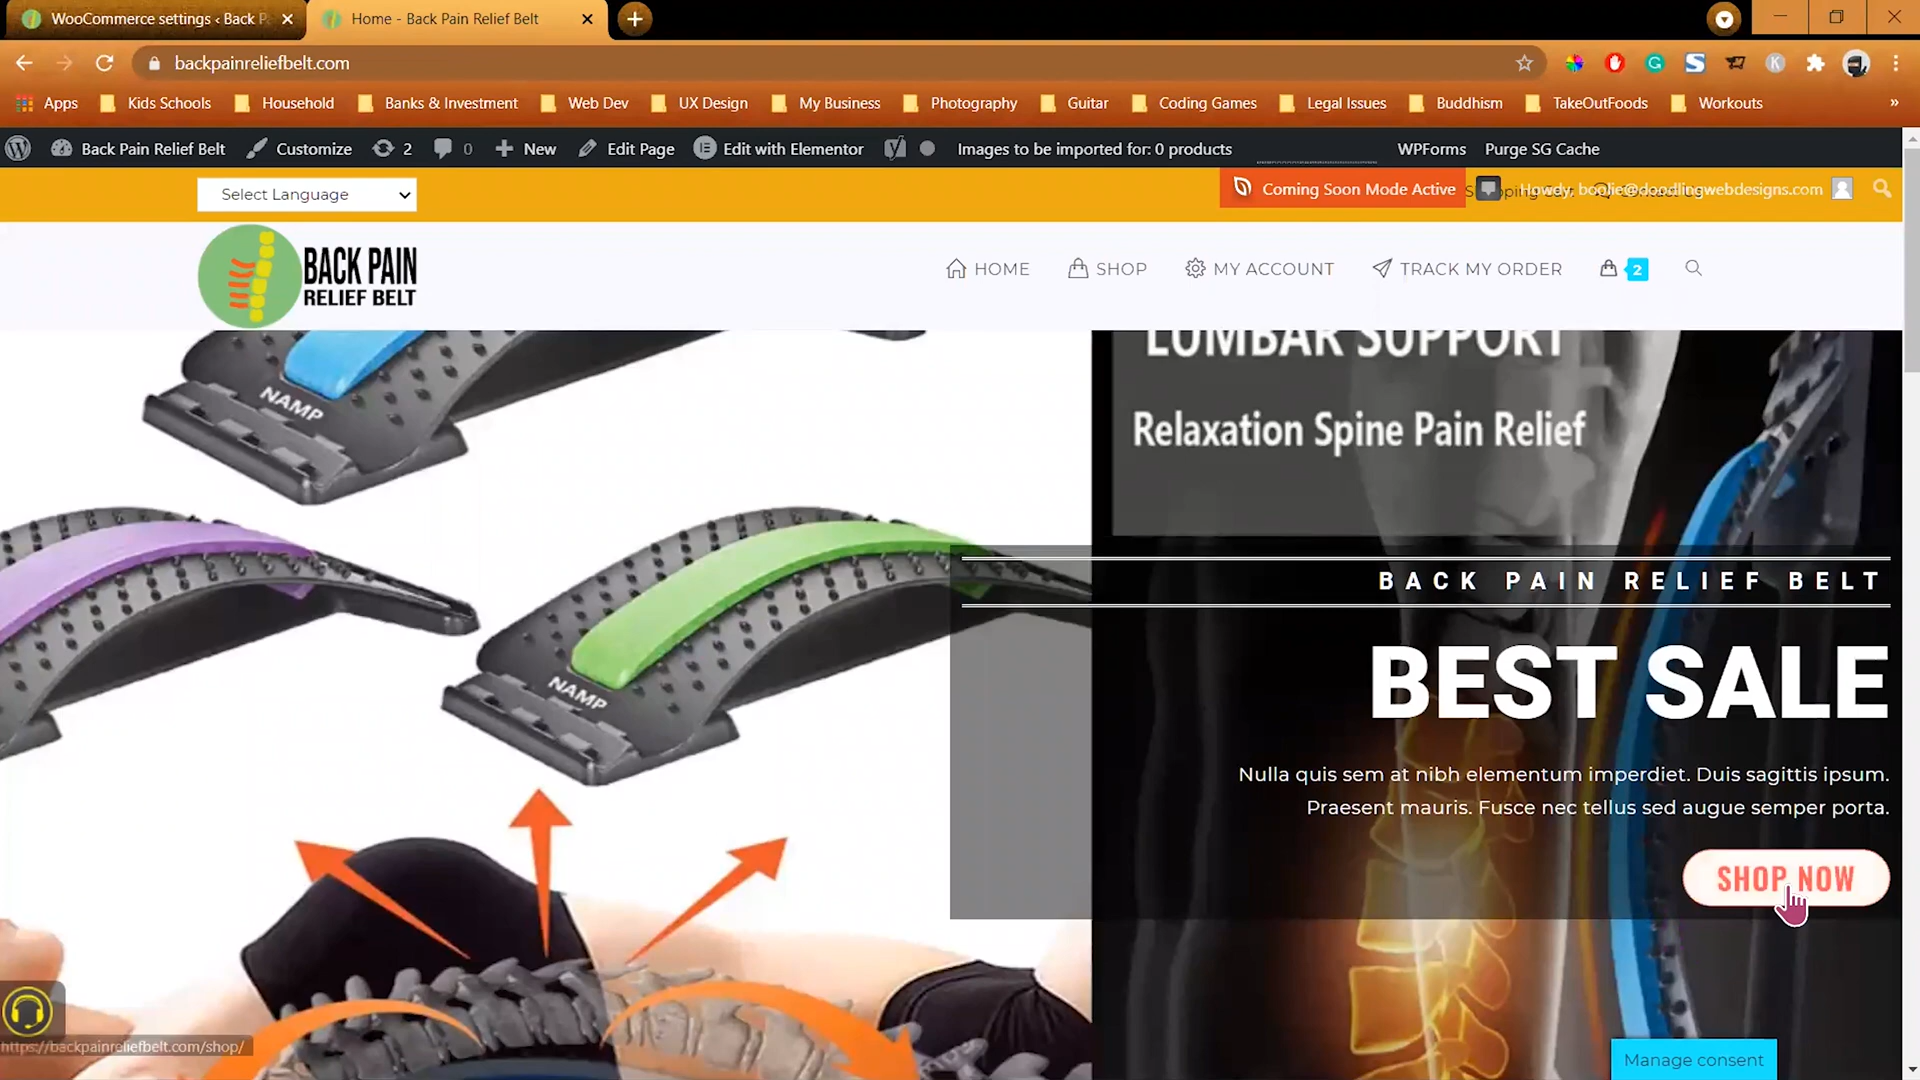 WooCommerce settings ‹ Back P
Home - Back Pain Relief Belt
backpainreliefbelt.com
Apps
Kids Schools
Household
Banks & Investment
Web Dev
UX Design
My Business
Photography
Guitar
Coding Games
Legal Issues
Buddhism
TakeOutFoods
Workouts
»
Back Pain Relief Belt
Customize
2
0
New
Edit Page
Edit with Elementor
Images to be imported for: 0 products
WPForms
Purge SG Cache
Select Language
Coming Soon Mode Active
Howdy, boolie@doodlingwebdesigns.com
BACK PAIN
RELIEF BELT
HOME
SHOP
MY ACCOUNT
TRACK MY ORDER
2
LUMBAR SUPPORT
Relaxation Spine Pain Relief
NAMP
NAMP
BACK PAIN RELIEF BELT
BEST SALE
Nulla quis sem at nibh elementum imperdiet. Duis sagittis ipsum.
Praesent mauris. Fusce nec tellus sed augue semper porta.
SHOP NOW
https://backpainreliefbelt.com/shop/
Manage consent